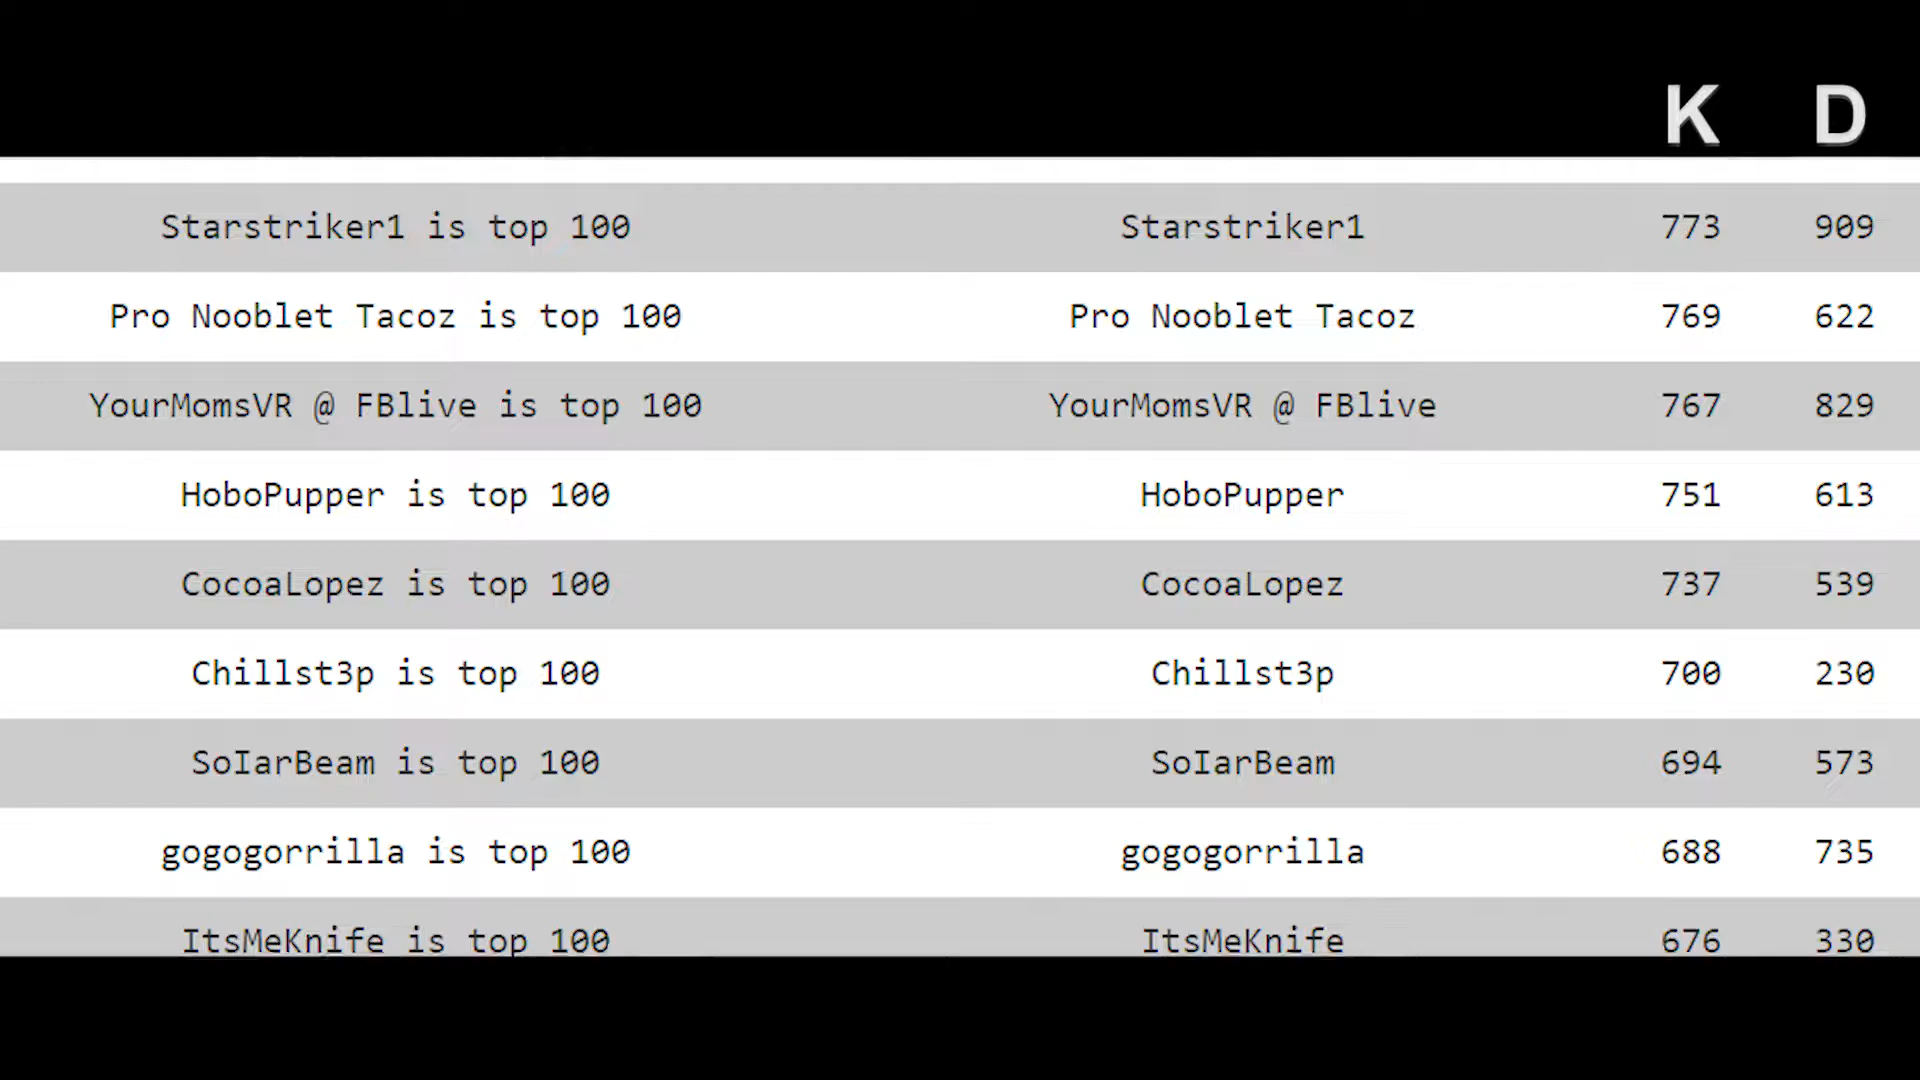 K D
Starstriker1 is top 100 Starstriker1 773 909
Pro Nooblet Tacoz is top 100 Pro Nooblet Tacoz 769 622
YourMomsVR @ FBlive is top 100 YourMomsVR @ FBlive 767 829
HoboPupper is top 100 HoboPupper 751 613
CocoaLopez is top 100 CocoaLopez 737 539
Chillst3p is top 100 Chillst3p 700 230
SoIarBeam is top 100 SoIarBeam 694 573
gogogorrilla is top 100 gogogorrilla 688 735
ItsMeKnife is top 100 ItsMeKnife 676 330